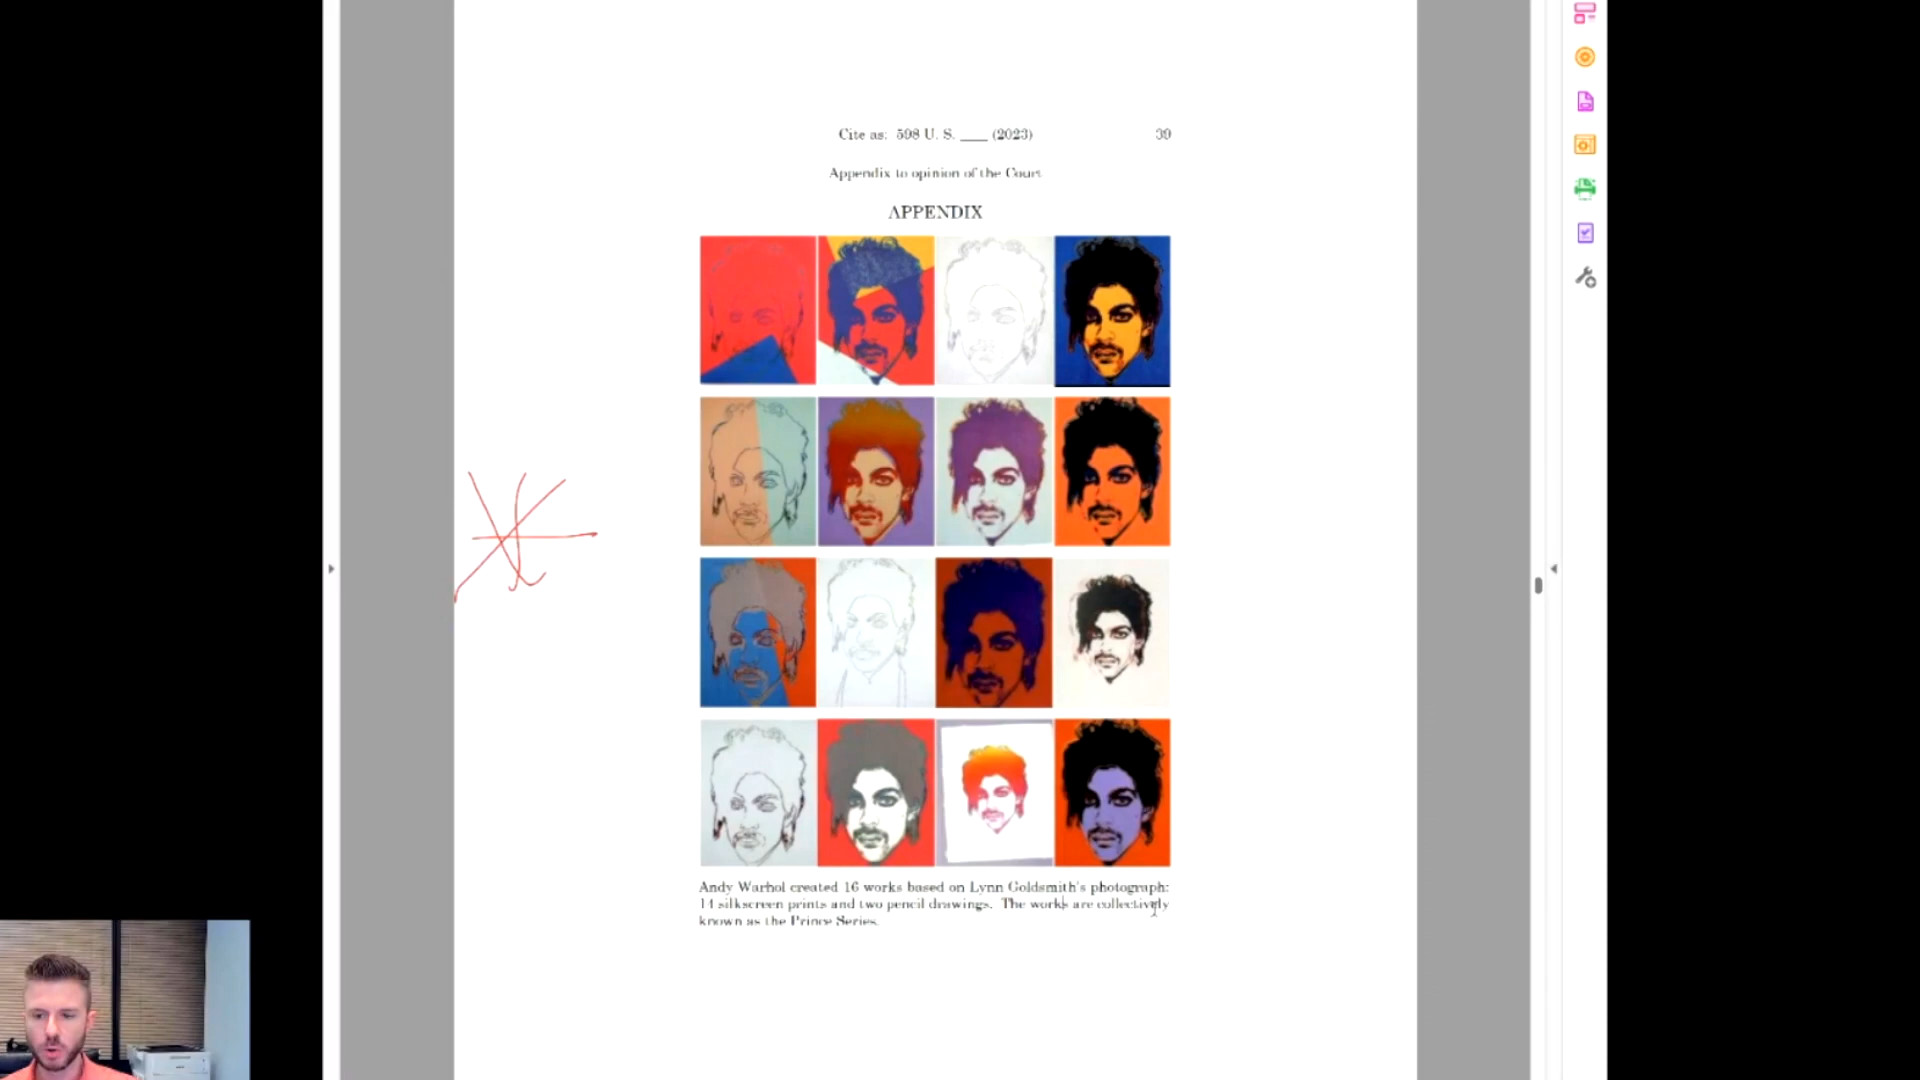 Cite as: 598 U. S. ____ (2023) 39
Appendix to opinion of the Court
APPENDIX
Andy Warhol created 16 works based on Lynn Goldsmith's photograph:
14 silkscreen prints and two pencil drawings. The works are collectively
known as the Prince Series.